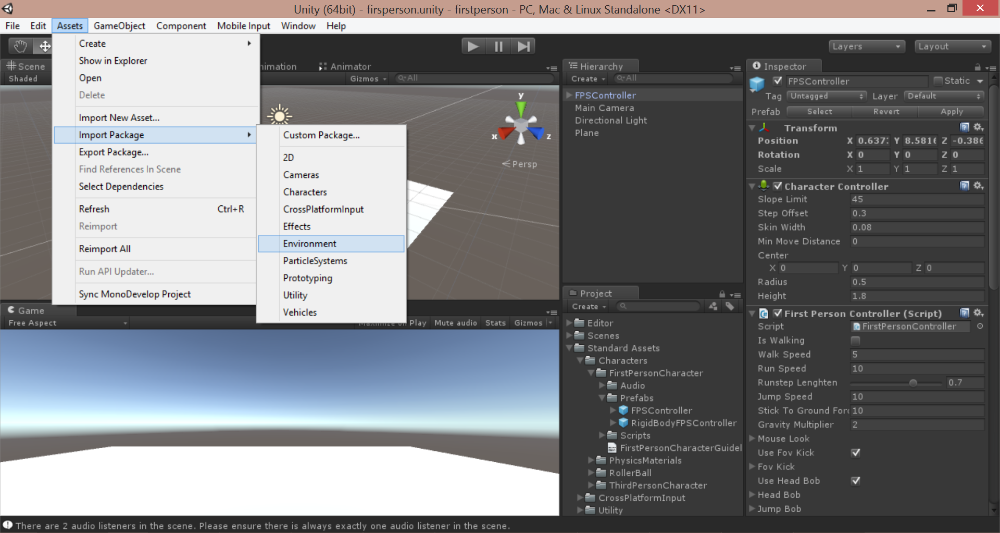 Unity (64bit) - firsperson.unity - firstperson - PC, Mac & Linux Standalone <DX11>
File Edit Assets GameObject Component Mobile Input Window Help
Layers Layout
Create
Show in Explorer
Open
Delete
Import New Asset...
Import Package
Export Package...
Find References In Scene
Select Dependencies
Refresh Ctrl+R
Reimport
Reimport All
Run API Updater...
Sync MonoDevelop Project
Custom Package...
2D
Cameras
Characters
CrossPlatformInput
Effects
Environment
ParticleSystems
Prototyping
Utility
Vehicles
Scene nimation Animator
Shaded Gizmos All
y
x z
Persp
Game
Free Aspect Play Mute audio Stats Gizmos
Hierarchy
Create All
FPSController
Main Camera
Directional Light
Plane
Project
Create
Editor
Scenes
Standard Assets
Characters
FirstPersonCharacter
Audio
Prefabs
FPSController
RigidBodyFPSController
Scripts
FirstPersonCharacterGuidel
PhysicsMaterials
RollerBall
ThirdPersonCharacter
CrossPlatformInput
Utility
Inspector
FPSController Static
Tag Untagged Layer Default
Prefab Select Revert Apply
Transform
Position X 0.637 Y 8.581 Z -0.386
Rotation X 0 Y 0 Z 0
Scale X 1 Y 1 Z 1
Character Controller
Slope Limit 45
Step Offset 0.3
Skin Width 0.08
Min Move Distance 0
Center
X 0 Y 0 Z 0
Radius 0.5
Height 1.8
First Person Controller (Script)
Script FirstPersonController
Is Walking
Walk Speed 5
Run Speed 10
Runstep Lenghten 0.7
Jump Speed 10
Stick To Ground Forc 10
Gravity Multiplier 2
Mouse Look
Use Fov Kick
Fov Kick
Use Head Bob
Head Bob
Jump Bob
There are 2 audio listeners in the scene. Please ensure there is always exactly one audio listener in the scene.